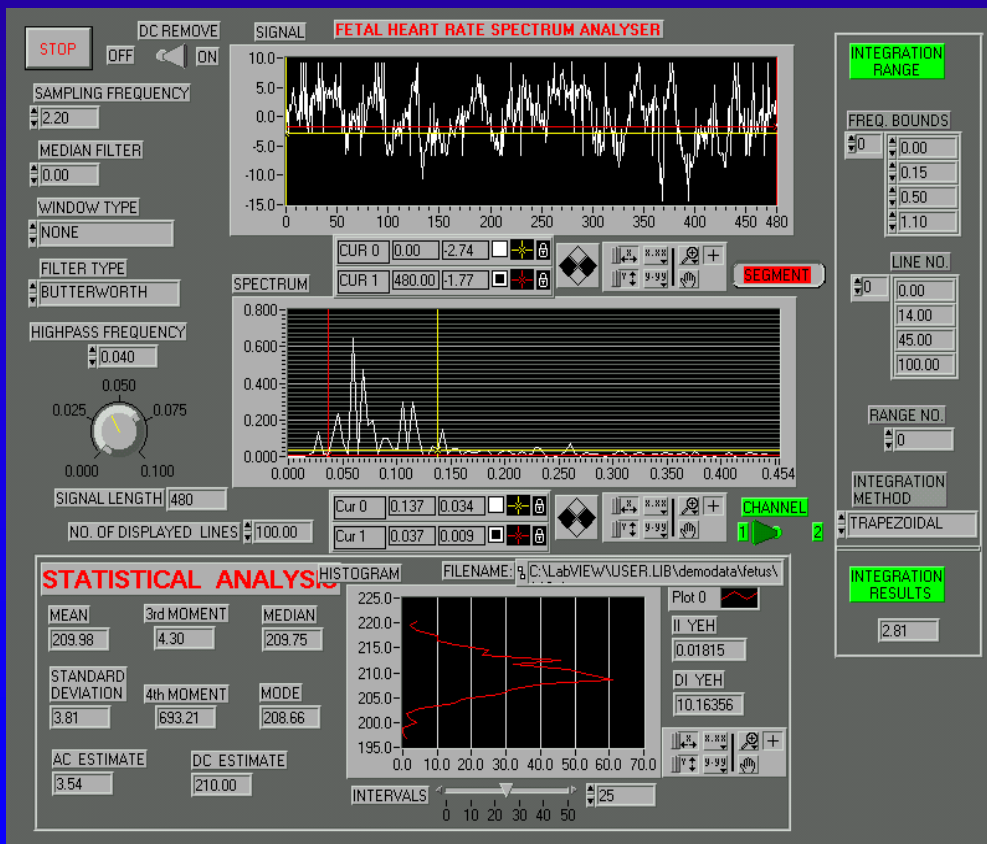 STOP
DC REMOVE
OFF
ON
SAMPLING FREQUENCY
2.20
MEDIAN FILTER
0.00
WINDOW TYPE
NONE
FILTER TYPE
BUTTERWORTH
HIGHPASS FREQUENCY
0.040
0.050
0.025
0.075
0.000
0.100
SIGNAL LENGTH 480
NO. OF DISPLAYED LINES 100.00
SIGNAL
FETAL HEART RATE SPECTRUM ANALYSER
10.0
5.0
0.0
-5.0
-10.0
-15.0
0 50 100 150 200 250 300 350 400 450 480
CUR 0 0.00 -2.74
CUR 1 480.00 -1.77
X
X.XX
Y
Y.YY
SEGMENT
SPECTRUM
0.800
0.600
0.400
0.200
0.000
0.000 0.050 0.100 0.150 0.200 0.250 0.300 0.350 0.400 0.454
Cur 0 0.137 0.034
Cur 1 0.037 0.009
X
X.XX
Y
Y.YY
CHANNEL
1 2
INTEGRATION
RANGE
FREQ. BOUNDS
0
0.00
0.15
0.50
1.10
LINE NO.
0
0.00
14.00
45.00
100.00
RANGE NO.
0
INTEGRATION
METHOD
TRAPEZOIDAL
INTEGRATION
RESULTS
2.81
STATISTICAL ANALYSIS
MEAN
209.98
3rd MOMENT
4.30
MEDIAN
209.75
STANDARD
DEVIATION
3.81
4th MOMENT
693.21
MODE
208.66
AC ESTIMATE
3.54
DC ESTIMATE
210.00
HISTOGRAM
FILENAME: C:\LabVIEW\USER.LIB\demodata\fetus\
225.0
220.0
215.0
210.0
205.0
200.0
195.0
0.0 10.0 20.0 30.0 40.0 50.0 60.0 70.0
Plot 0
II YEH
0.01815
DI YEH
10.16356
X
X.XX
Y
Y.YY
INTERVALS
0 10 20 30 40 50
25